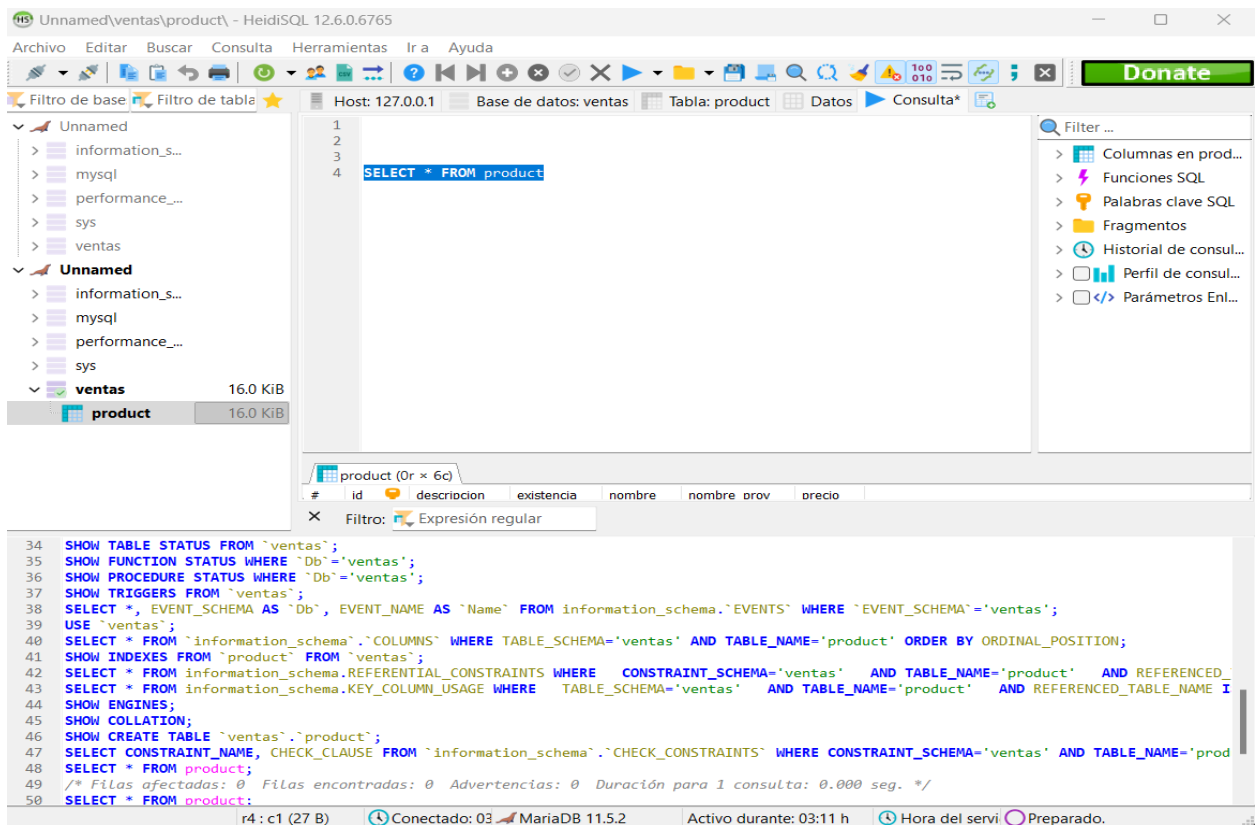 HS Unnamed\ventas\product\ - HeidiSQL 12.6.0.6765
Archivo Editar Buscar Consulta Herramientas Ir a Ayuda
Donate
Filtro de base Filtro de tabla
Host: 127.0.0.1 Base de datos: ventas Tabla: product Datos Consulta*
Unnamed
information_s...
mysql
performance_...
sys
ventas
Unnamed
information_s...
mysql
performance_...
sys
ventas 16.0 KiB
product 16.0 KiB
1
2
3
4 SELECT * FROM product
Filter ...
Columnas en prod...
Funciones SQL
Palabras clave SQL
Fragmentos
Historial de consul...
Perfil de consul...
Parámetros Enl...
product (0r × 6c)
# id descripcion existencia nombre nombre_prov precio
Filtro: Expresión regular
34 SHOW TABLE STATUS FROM `ventas`;
35 SHOW FUNCTION STATUS WHERE `Db`='ventas';
36 SHOW PROCEDURE STATUS WHERE `Db`='ventas';
37 SHOW TRIGGERS FROM `ventas`;
38 SELECT *, EVENT_SCHEMA AS `Db`, EVENT_NAME AS `Name` FROM information_schema.`EVENTS` WHERE `EVENT_SCHEMA`='ventas';
39 USE `ventas`;
40 SELECT * FROM `information_schema`.`COLUMNS` WHERE TABLE_SCHEMA='ventas' AND TABLE_NAME='product' ORDER BY ORDINAL_POSITION;
41 SHOW INDEXES FROM `product` FROM `ventas`;
42 SELECT * FROM information_schema.REFERENTIAL_CONSTRAINTS WHERE CONSTRAINT_SCHEMA='ventas' AND TABLE_NAME='product' AND REFERENCED_
43 SELECT * FROM information_schema.KEY_COLUMN_USAGE WHERE TABLE_SCHEMA='ventas' AND TABLE_NAME='product' AND REFERENCED_TABLE_NAME I
44 SHOW ENGINES;
45 SHOW COLLATION;
46 SHOW CREATE TABLE `ventas`.`product`;
47 SELECT CONSTRAINT_NAME, CHECK_CLAUSE FROM `information_schema`.`CHECK_CONSTRAINTS` WHERE CONSTRAINT_SCHEMA='ventas' AND TABLE_NAME='prod
48 SELECT * FROM product;
49 /* Filas afectadas: 0 Filas encontradas: 0 Advertencias: 0 Duración para 1 consulta: 0.000 seg. */
50 SELECT * FROM product;
r4 : c1 (27 B) Conectado: 03 MariaDB 11.5.2 Activo durante: 03:11 h Hora del servi Preparado.